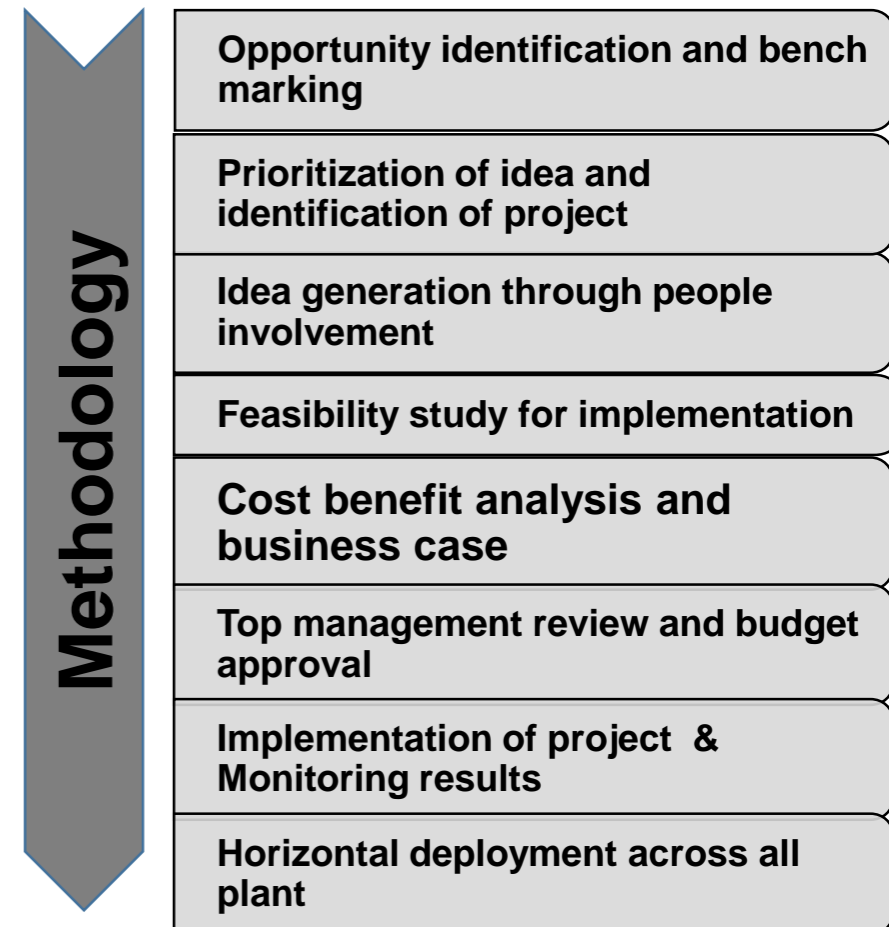 Methodology
Opportunity identification and bench
marking
Prioritization of idea and
identification of project
Idea generation through people
involvement
Feasibility study for implementation
Cost benefit analysis and
business case
Top management review and budget
approval
Implementation of project &
Monitoring results
Horizontal deployment across all
plant